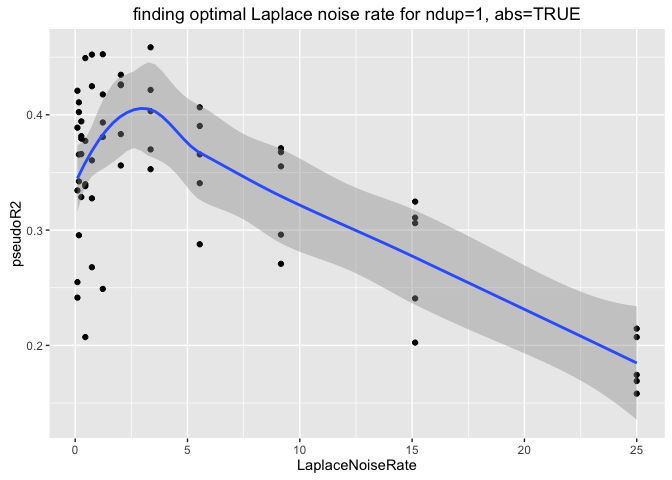 finding optimal Laplace noise rate for ndup=1, abs=TRUE
pseudoR2
0.4
0.3
0.2
0 5 10 15 20 25
LaplaceNoiseRate